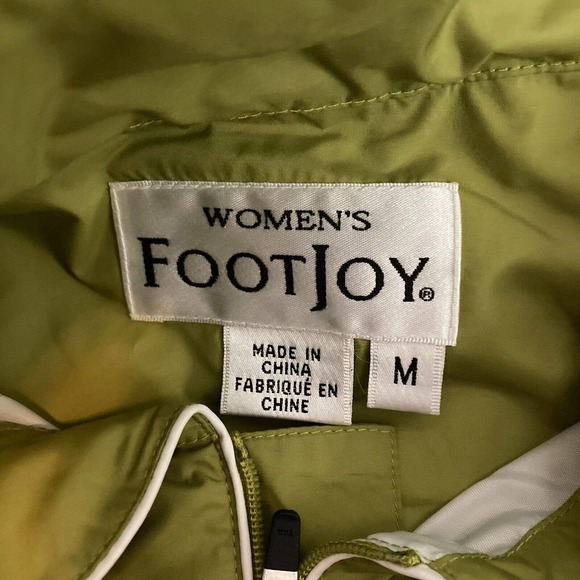 WOMEN'S
FOOTJOY®
MADE IN
CHINA
FABRIQUÉ EN
CHINE
M